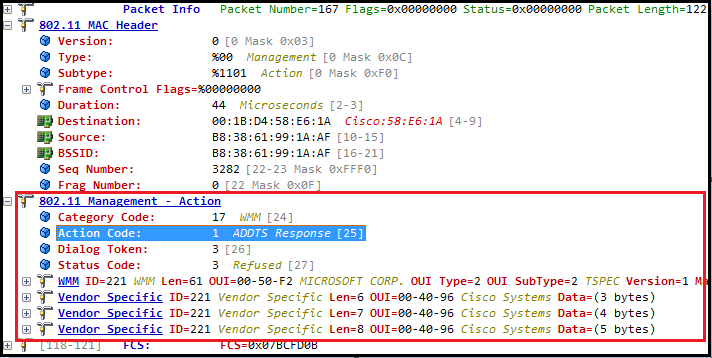 Packet Info Packet Number=167 Flags=0x00000000 Status=0x00000000 Packet Length=122
802.11 MAC Header
Version: 0 [0 Mask 0x03]
Type: %00 Management [0 Mask 0x0C]
Subtype: %1101 Action [0 Mask 0xF0]
Frame Control Flags=%00000000
Duration: 44 Microseconds [2-3]
Destination: 00:1B:D4:58:E6:1A Cisco:58:E6:1A [4-9]
Source: B8:38:61:99:1A:AF [10-15]
BSSID: B8:38:61:99:1A:AF [16-21]
Seq Number: 3282 [22-23 Mask 0xFFF0]
Frag Number: 0 [22 Mask 0x0F]
802.11 Management - Action
Category Code: 17 WMM [24]
Action Code: 1 ADDTS Response [25]
Dialog Token: 3 [26]
Status Code: 3 Refused [27]
WMM ID=221 WMM Len=61 OUI=00-50-F2 MICROSOFT CORP. OUI Type=2 OUI SubType=2 TSPEC Version=1 Ma
Vendor Specific ID=221 Vendor Specific Len=6 OUI=00-40-96 Cisco Systems Data=(3 bytes)
Vendor Specific ID=221 Vendor Specific Len=7 OUI=00-40-96 Cisco Systems Data=(4 bytes)
Vendor Specific ID=221 Vendor Specific Len=8 OUI=00-40-96 Cisco Systems Data=(5 bytes)
[118-121] FCS: FCS=0x07BCFD0B